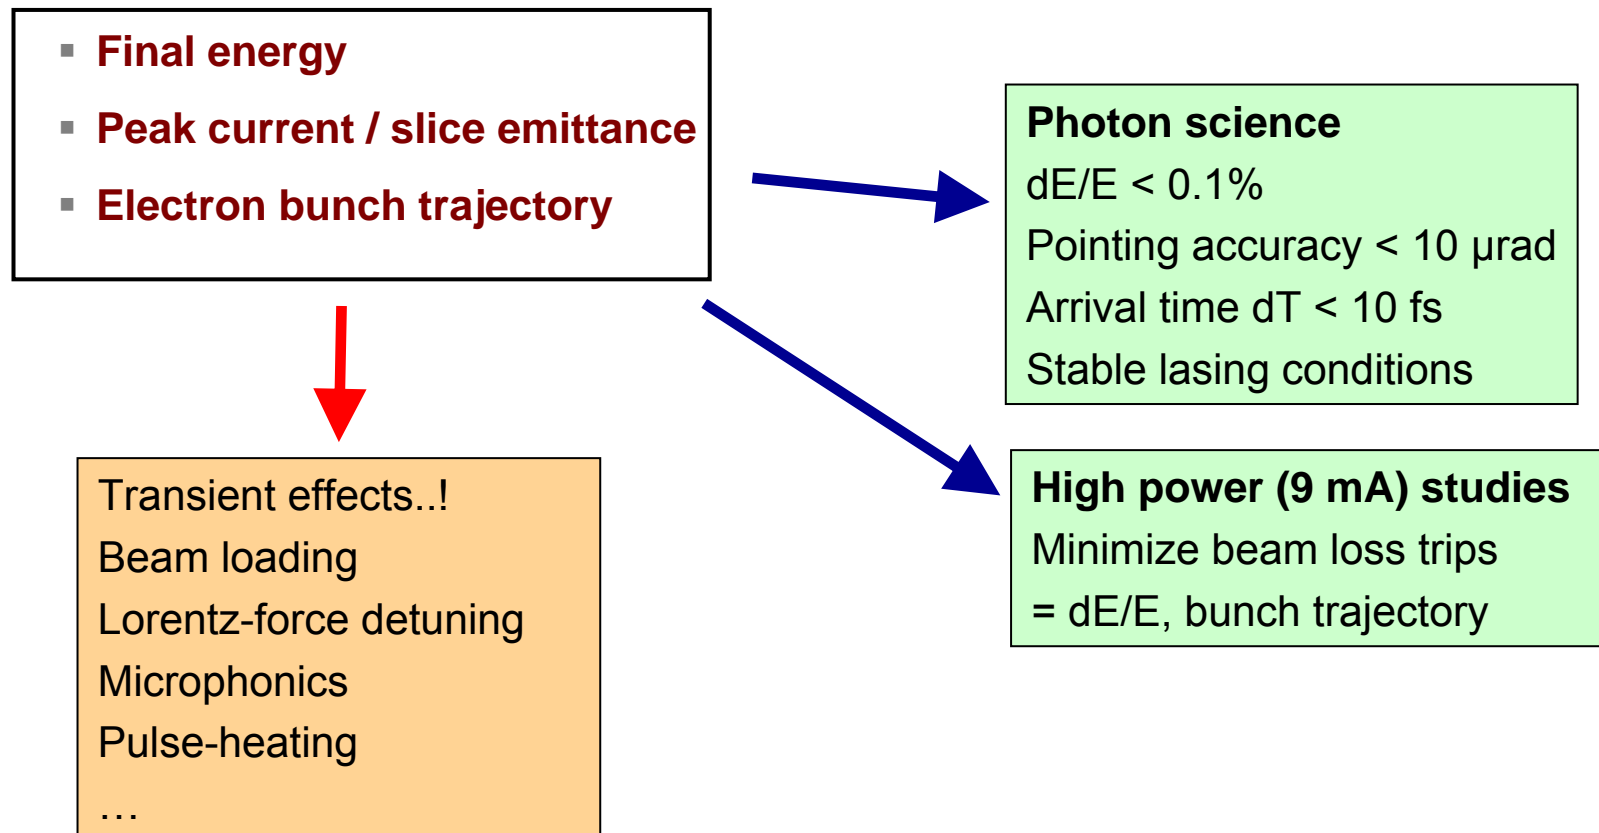 ▪ Final energy
▪ Peak current / slice emittance
▪ Electron bunch trajectory
Photon science
dE/E < 0.1%
Pointing accuracy < 10 µrad
Arrival time dT < 10 fs
Stable lasing conditions
High power (9 mA) studies
Minimize beam loss trips
= dE/E, bunch trajectory
Transient effects..!
Beam loading
Lorentz-force detuning
Microphonics
Pulse-heating
…